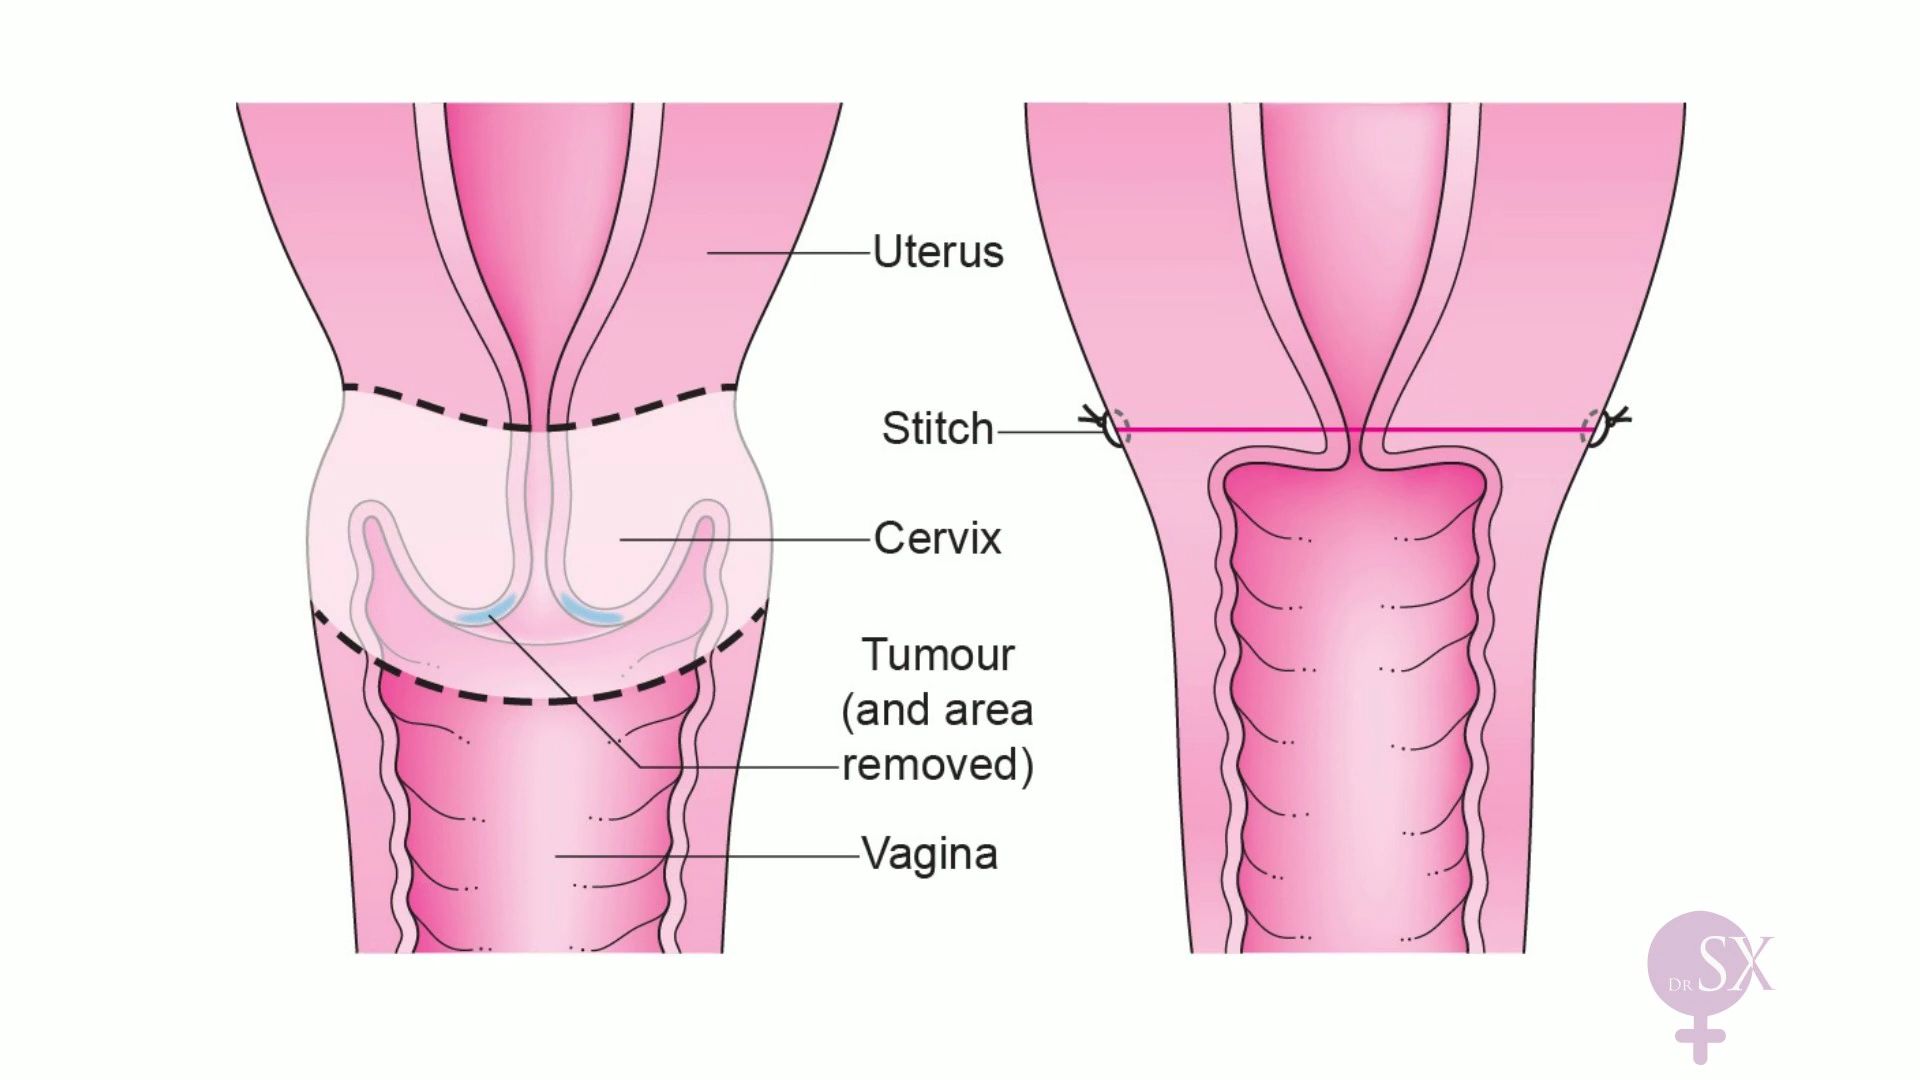 Uterus
Stitch
Cervix
Tumour
(and area
removed)
Vagina
DR SX